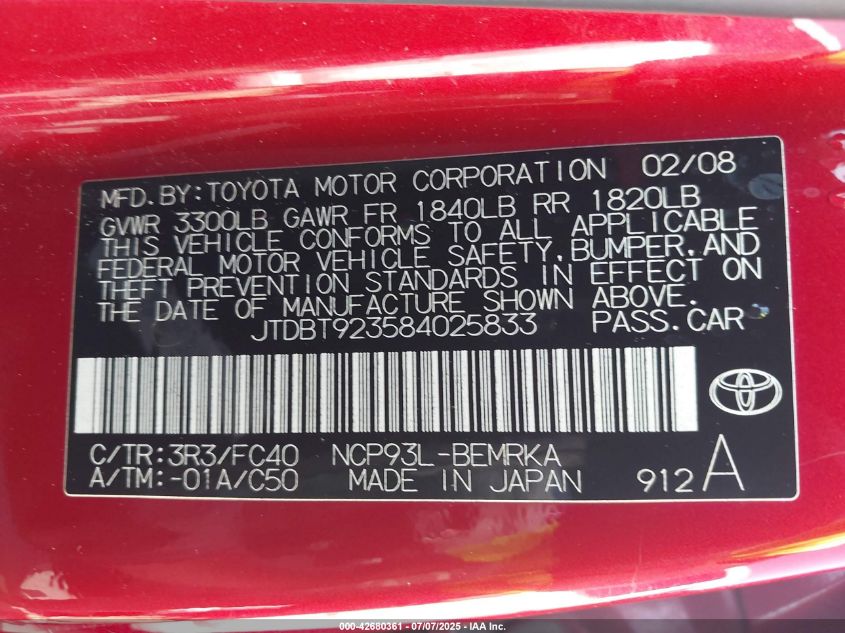 MFD.BY:TOYOTA MOTOR CORPORATION 02/08
GVWR 3300LB GAWR FR 1840LB RR 1820LB
THIS VEHICLE CONFORMS TO ALL APPLICABLE
FEDERAL MOTOR VEHICLE SAFETY,BUMPER,AND
THEFT PREVENTION STANDARDS IN EFFECT ON
THE DATE OF MANUFACTURE SHOWN ABOVE.
JTDBT923584025833 PASS.CAR
C/TR:3R3/FC40 NCP93L-BEMRKA
A/TM:-01A/C50 MADE IN JAPAN 912A
000-42680361 - 07/07/2025 - IAA Inc.